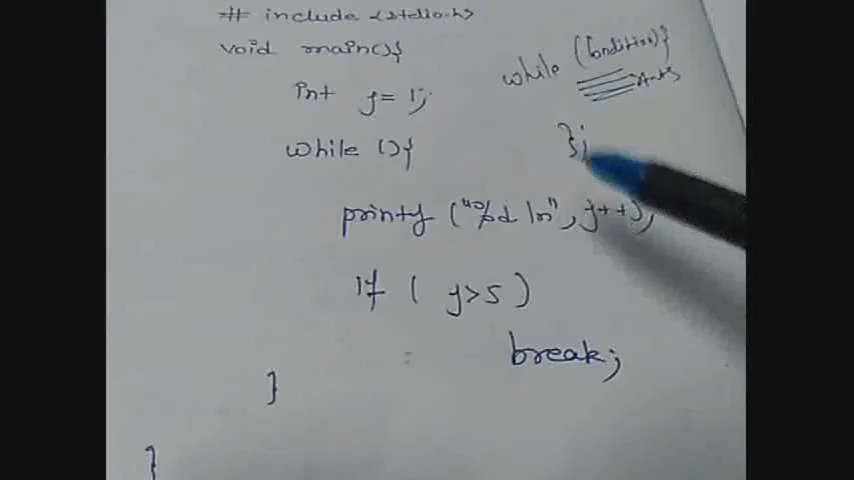 # include <stdio.h>
void main(){
int j= 1;
while (){
printf ("%d \n", j++);
if ( j>5 )
break;
}
}
while (Condition){
};